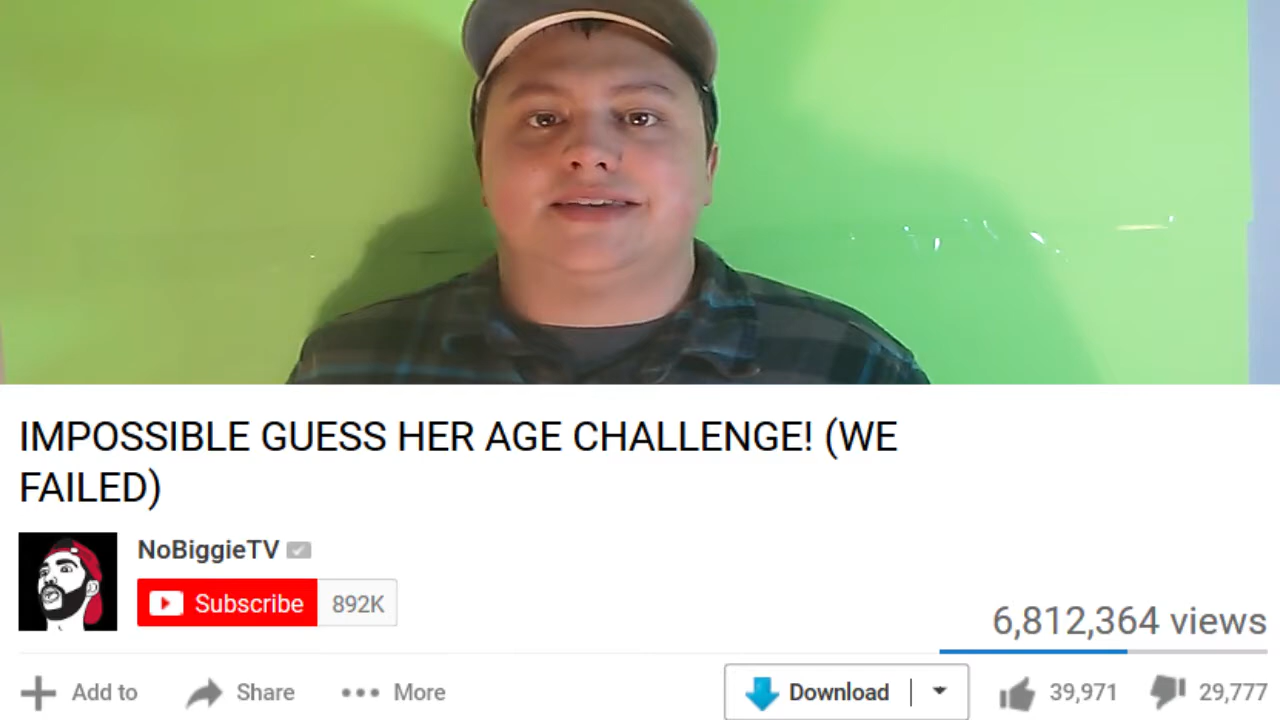 IMPOSSIBLE GUESS HER AGE CHALLENGE! (WE
FAILED)
NoBiggieTV
Subscribe 892K
6,812,364 views
Add to Share More Download 39,971 29,777